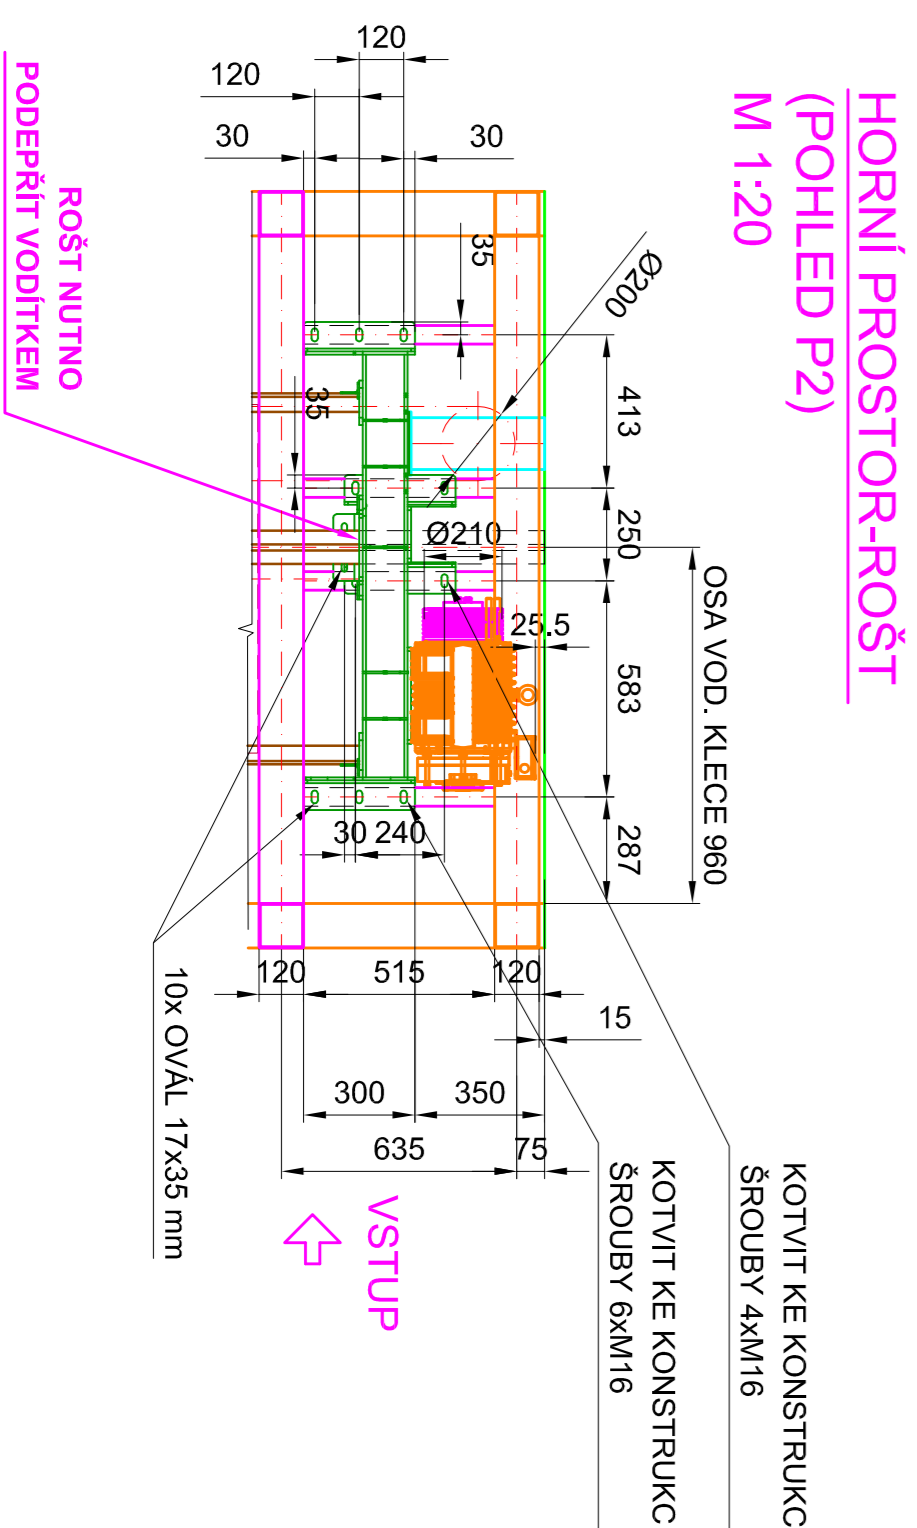 HORNÍ PROSTOR-ROŠT
(POHLED P2)
M 1:20
120
120
30
30
35
Ø200
413
35
250
Ø210
OSA VOD. KLECE 960
25.5
583
30
240
287
120
515
120
15
300
350
635
75
ROŠT NUTNO
PODEPŘÍT VODÍTKEM
10x OVÁL 17x35 mm
VSTUP
KOTVIT KE KONSTRUKC
ŠROUBY 6xM16
KOTVIT KE KONSTRUKC
ŠROUBY 4xM16